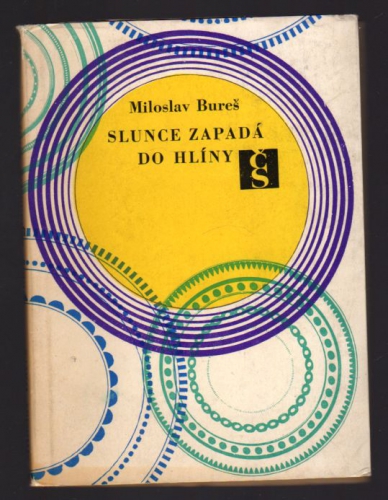 Miloslav Bureš
SLUNCE ZAPADÁ
DO HLÍNY
ČS